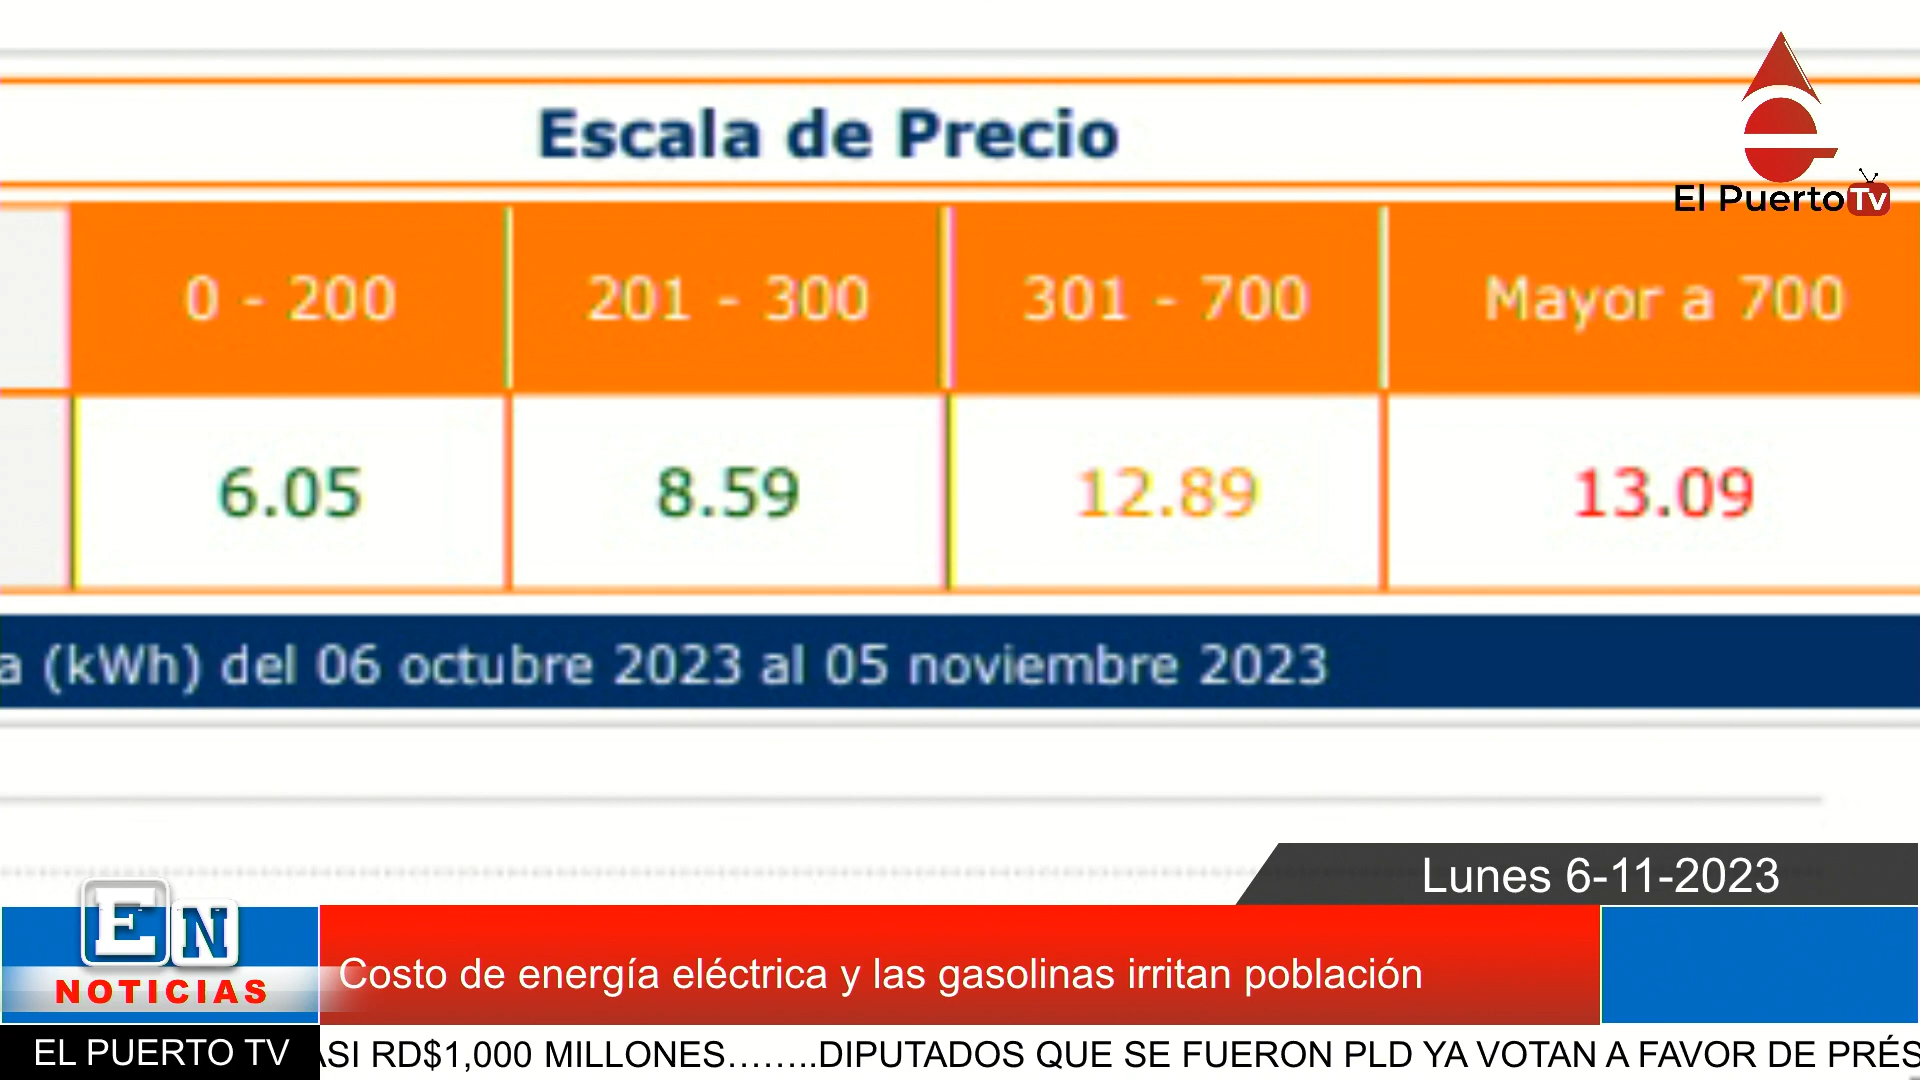 Escala de Precio
El Puerto Tv
0 - 200 201 - 300 301 - 700 Mayor a 700
6.05 8.59 12.89 13.09
a (kWh) del 06 octubre 2023 al 05 noviembre 2023
Lunes 6-11-2023
EN
NOTICIAS
Costo de energía eléctrica y las gasolinas irritan población
EL PUERTO TV
ASI RD$1,000 MILLONES........DIPUTADOS QUE SE FUERON PLD YA VOTAN A FAVOR DE PRÉS